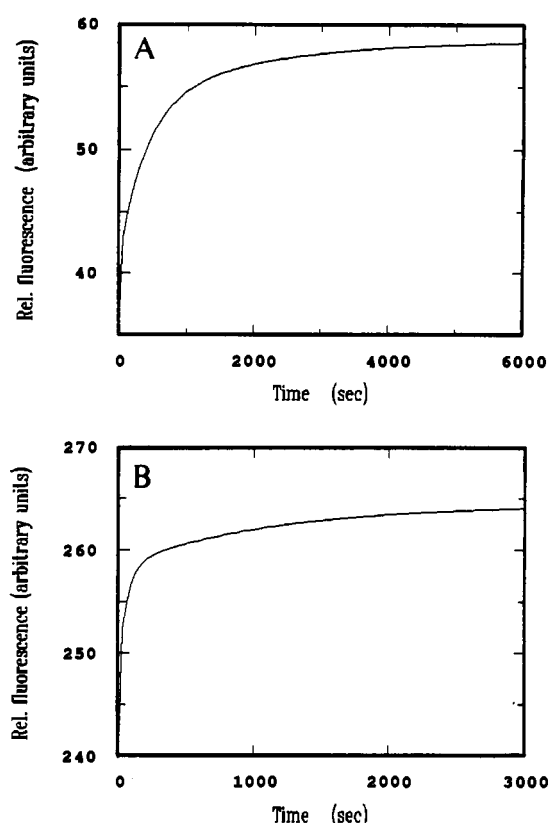 60
A
50
40
Rel. fluorescence (arbitrary units)
0 2000 4000 6000
Time (sec)
270
B
260
250
240
Rel. fluorescence (arbitrary units)
0 1000 2000 3000
Time (sec)